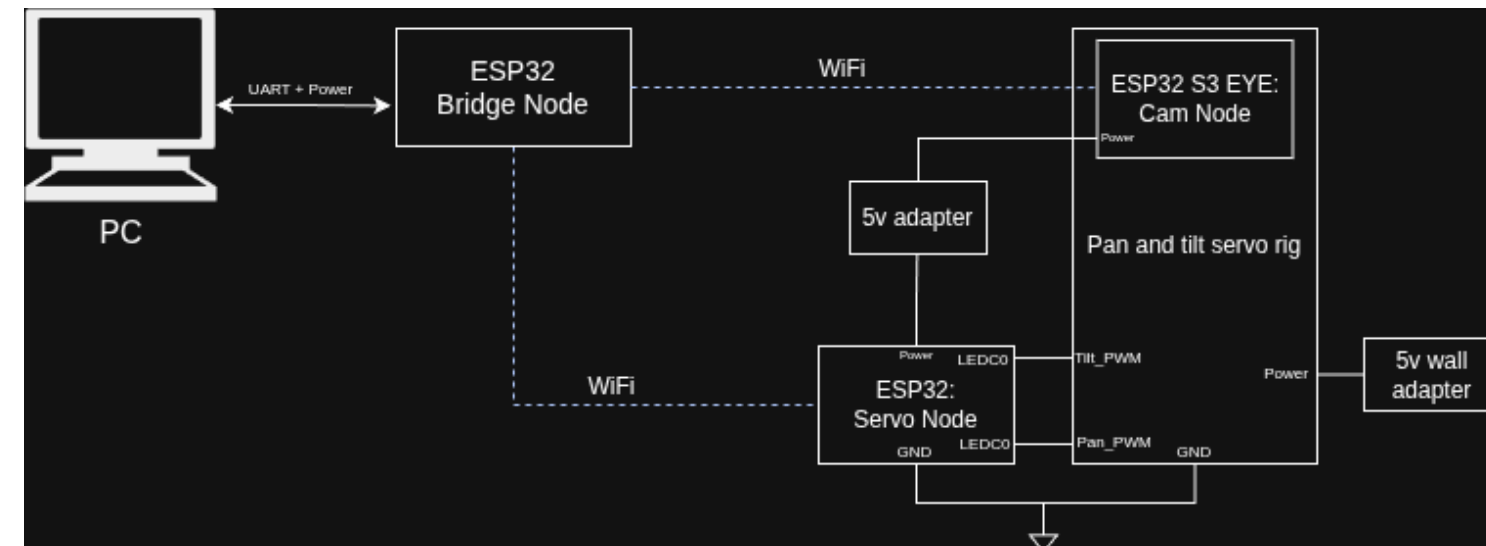 PC
UART + Power
ESP32
Bridge Node
WiFi
WiFi
ESP32 S3 EYE:
Cam Node
Power
5v adapter
Pan and tilt servo rig
Power
LEDC0
ESP32:
Servo Node
LEDC0
GND
Tilt_PWM
Pan_PWM
GND
Power
5v wall
adapter